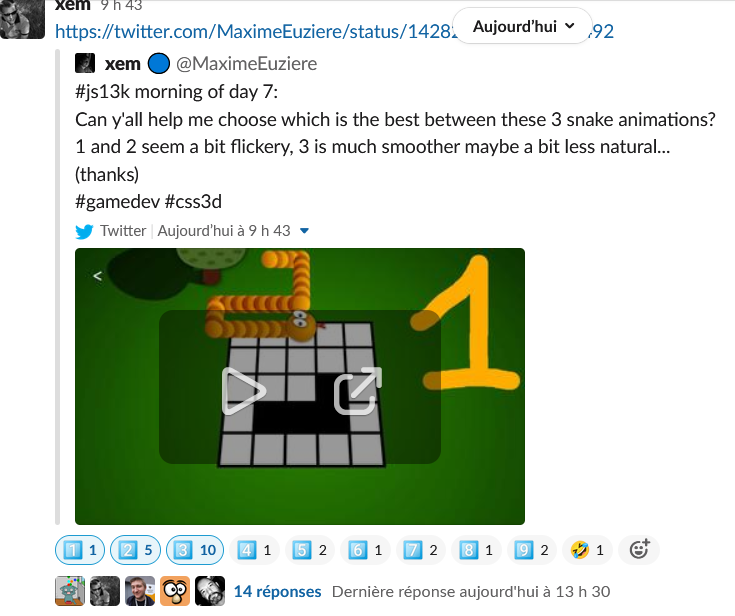 xem 9 h 43
Aujourd'hui
https://twitter.com/MaximeEuziere/status/1428 92
xem @MaximeEuziere
#js13k morning of day 7:
Can y'all help me choose which is the best between these 3 snake animations?
1 and 2 seem a bit flickery, 3 is much smoother maybe a bit less natural...
(thanks)
#gamedev #css3d
Twitter | Aujourd'hui à 9 h 43
<
1
1 1 2 5 3 10 4 1 5 2 6 1 7 2 8 1 9 2 1
14 réponses Dernière réponse aujourd'hui à 13 h 30